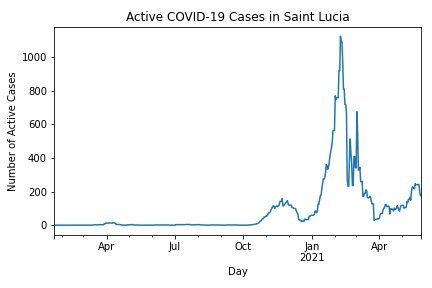 Active COVID-19 Cases in Saint Lucia
1000
800
600
400
200
0
Number of Active Cases
Apr
Jul
Oct
Jan
2021
Apr
Day